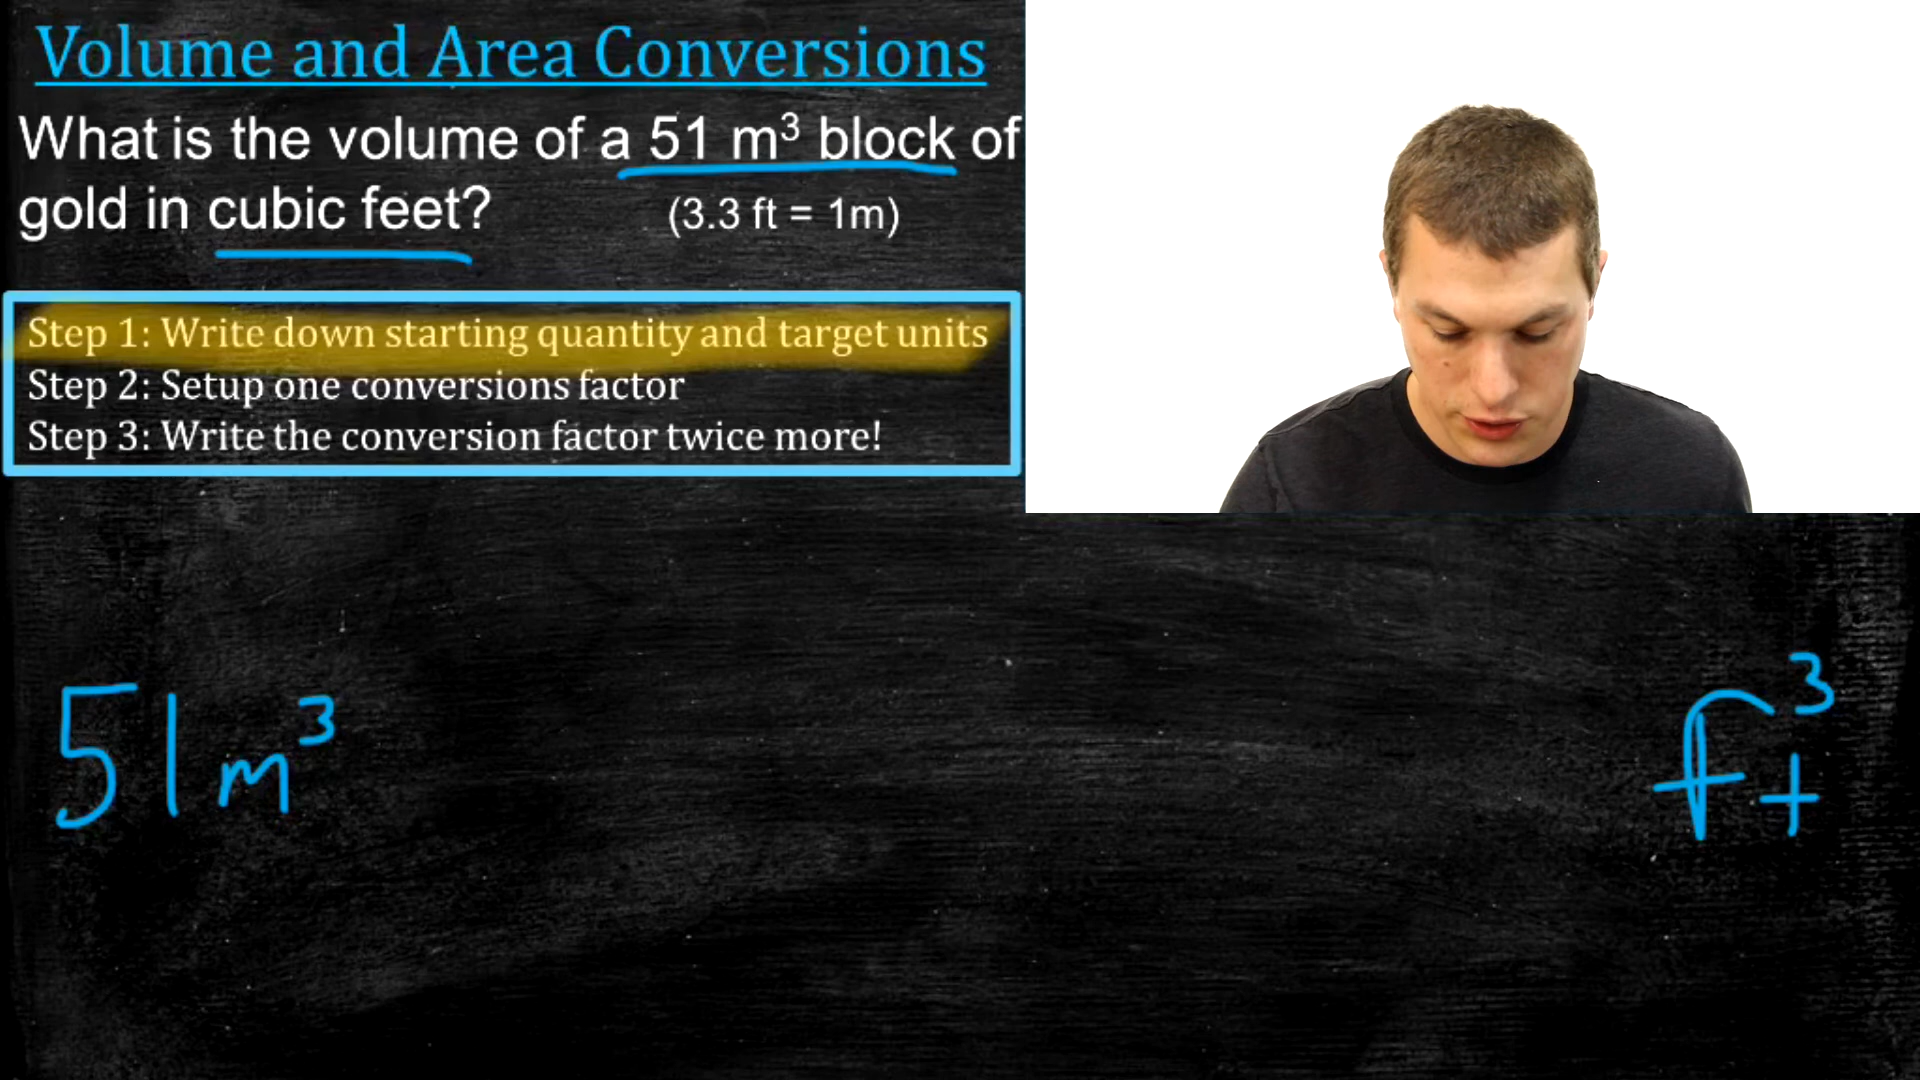 Volume and Area Conversions
What is the volume of a 51 m³ block of
gold in cubic feet? (3.3 ft = 1m)
Step 1: Write down starting quantity and target units
Step 2: Setup one conversions factor
Step 3: Write the conversion factor twice more!
51m³ ft³